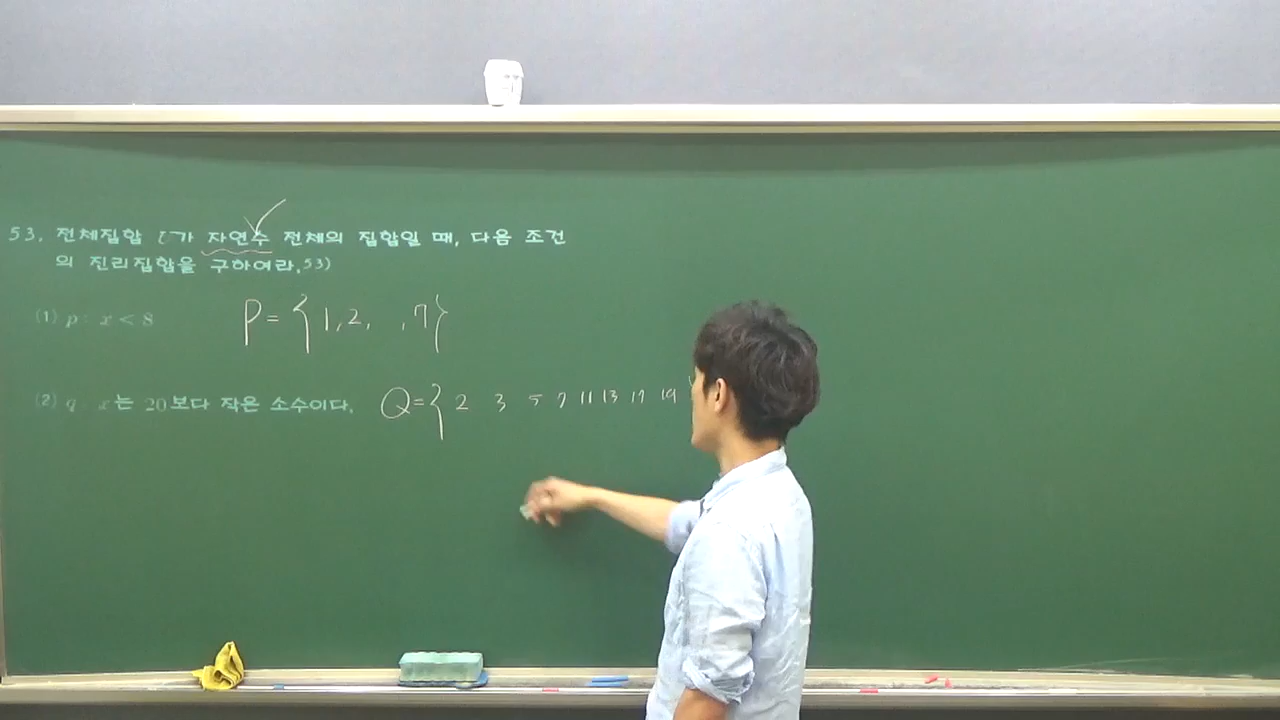 53. 전체집합 U가 자연수 전체의 집합일 때, 다음 조건
의 진리집합을 구하여라.53)
(1) p: x < 8 P = { 1, 2, , 7 }
(2) q: x는 20보다 작은 소수이다. Q = { 2 3 5 7 11 13 17 19